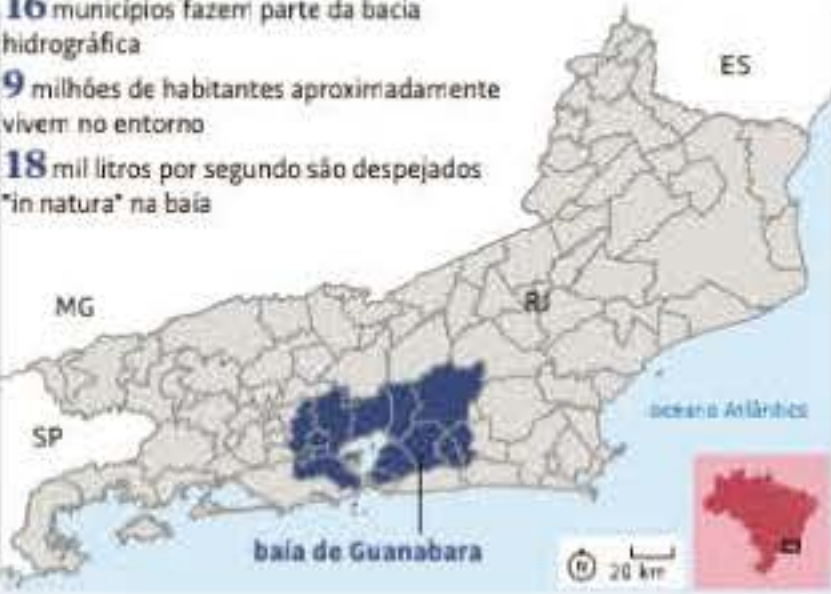 16 municípios fazem parte da bacia
hidrográfica
9 milhões de habitantes aproximadamente
vivem no entorno
18 mil litros por segundo são despejados
"in natura" na baía
ES
MG
RJ
SP
oceano Atlântico
baía de Guanabara
N
20 km